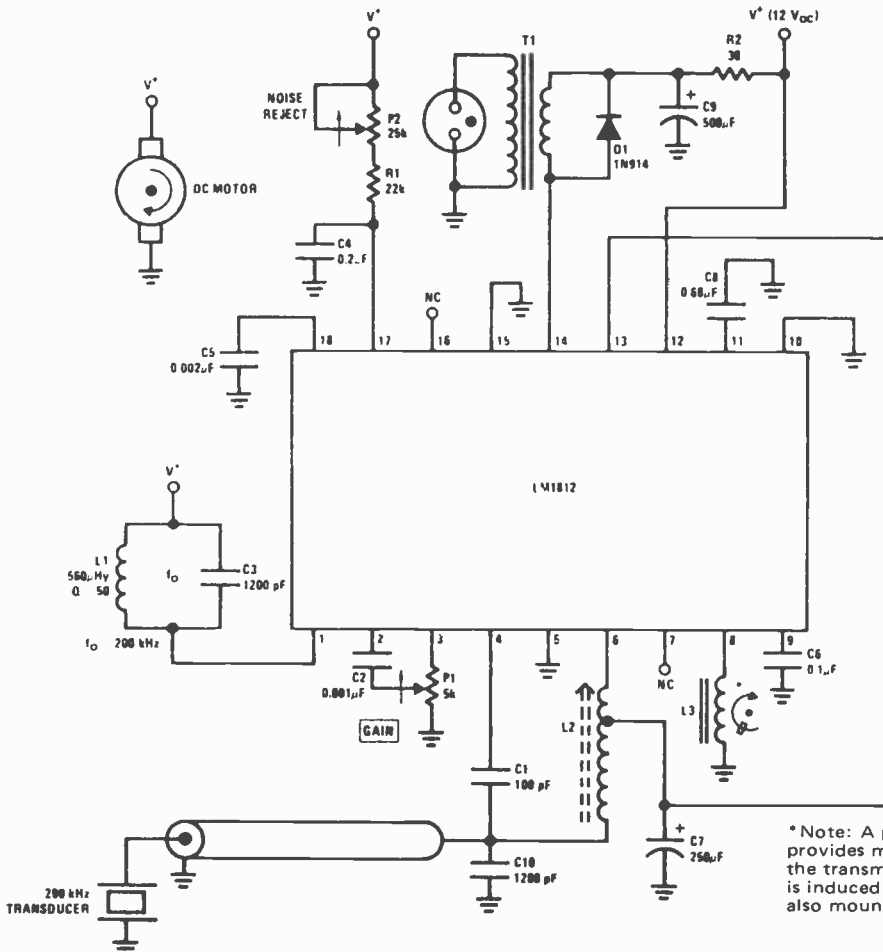 V+
NOISE
REJECT
P2
25k
R1
22k
C4
0.2µF
V+
DC MOTOR
T1
V+ (12 VDC)
R2
30
C9
500µF
D1
1N914
NC
C8
0.68µF
C5
0.002µF
18
17
16
15
14
13
12
11
10
LM1812
V+
L1
560µHy
Q 50
fo
C3
1200 pF
fo 200 kHz
1
2
3
4
5
6
7
8
9
C2
0.001µF
P1
5k
GAIN
NC
C6
0.1µF
L2
L3
*
C1
100 pF
C10
1200 pF
C7
250µF
200 kHz
TRANSDUCER
*Note: A
provides m
the transm
is induced
also moun